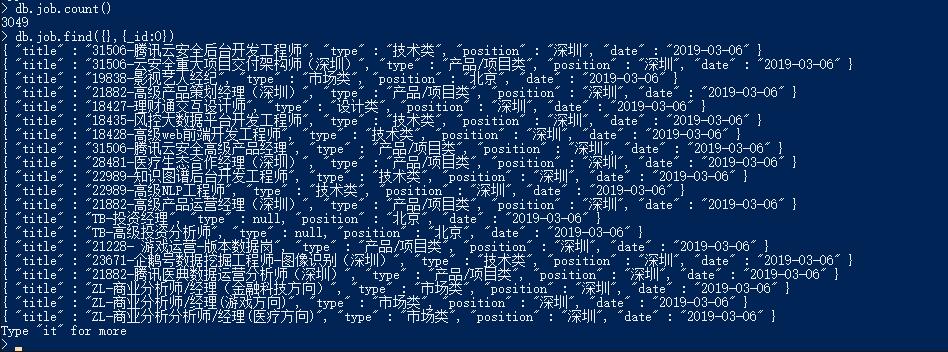 > db.job.count()
3049
> db.job.find({},{_id:0})
{ "title" : "31506-腾讯云安全后台开发工程师", "type" : "技术类", "position" : "深圳", "date" : "2019-03-06" }
{ "title" : "31506-云安全重大项目交付架构师（深圳）", "type" : "产品/项目类", "position" : "深圳", "date" : "2019-03-06" }
{ "title" : "19838-影视艺人经纪", "type" : "市场类", "position" : "北京", "date" : "2019-03-06" }
{ "title" : "21882-高级产品策划经理（深圳）", "type" : "产品/项目类", "position" : "深圳", "date" : "2019-03-06" }
{ "title" : "18427-理财通交互设计师", "type" : "设计类", "position" : "深圳", "date" : "2019-03-06" }
{ "title" : "18435-风控大数据平台开发工程师", "type" : "技术类", "position" : "深圳", "date" : "2019-03-06" }
{ "title" : "18428-高级web前端开发工程师", "type" : "技术类", "position" : "深圳", "date" : "2019-03-06" }
{ "title" : "31506-腾讯云安全高级产品经理", "type" : "产品/项目类", "position" : "深圳", "date" : "2019-03-06" }
{ "title" : "28481-医疗生态合作经理（深圳）", "type" : "产品/项目类", "position" : "深圳", "date" : "2019-03-06" }
{ "title" : "22989-知识图谱后台开发工程师", "type" : "技术类", "position" : "深圳", "date" : "2019-03-06" }
{ "title" : "22989-高级NLP工程师", "type" : "技术类", "position" : "深圳", "date" : "2019-03-06" }
{ "title" : "21882-高级产品运营经理（深圳）", "type" : "产品/项目类", "position" : "深圳", "date" : "2019-03-06" }
{ "title" : "TB-投资经理", "type" : null, "position" : "北京", "date" : "2019-03-06" }
{ "title" : "TB-高级投资分析师", "type" : null, "position" : "北京", "date" : "2019-03-06" }
{ "title" : "21228- 游戏运营-版本数据岗", "type" : "产品/项目类", "position" : "深圳", "date" : "2019-03-06" }
{ "title" : "23671-企鹅号数据挖掘工程师-图像识别（深圳）", "type" : "技术类", "position" : "深圳", "date" : "2019-03-06" }
{ "title" : "21882-腾讯医典数据运营分析师（深圳）", "type" : "产品/项目类", "position" : "深圳", "date" : "2019-03-06" }
{ "title" : "ZL-商业分析师/经理（金融科技方向）", "type" : "市场类", "position" : "深圳", "date" : "2019-03-06" }
{ "title" : "ZL-商业分析师/经理(游戏方向)", "type" : "市场类", "position" : "深圳", "date" : "2019-03-06" }
{ "title" : "ZL-商业分析分析师/经理(医疗方向)", "type" : "市场类", "position" : "深圳", "date" : "2019-03-06" }
Type "it" for more
>